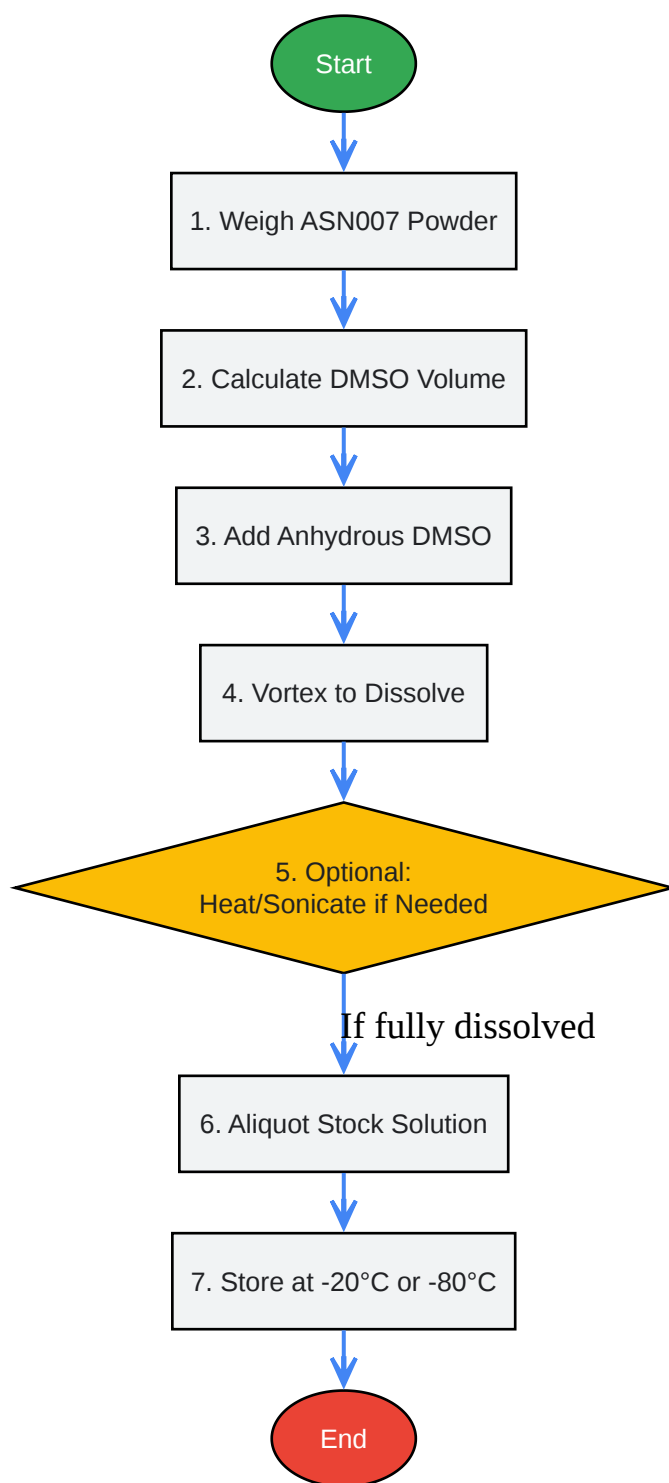 Start
1. Weigh ASN007 Powder
2. Calculate DMSO Volume
3. Add Anhydrous DMSO
4. Vortex to Dissolve
5. Optional:
Heat/Sonicate if Needed
If fully dissolved
6. Aliquot Stock Solution
7. Store at -20°C or -80°C
End